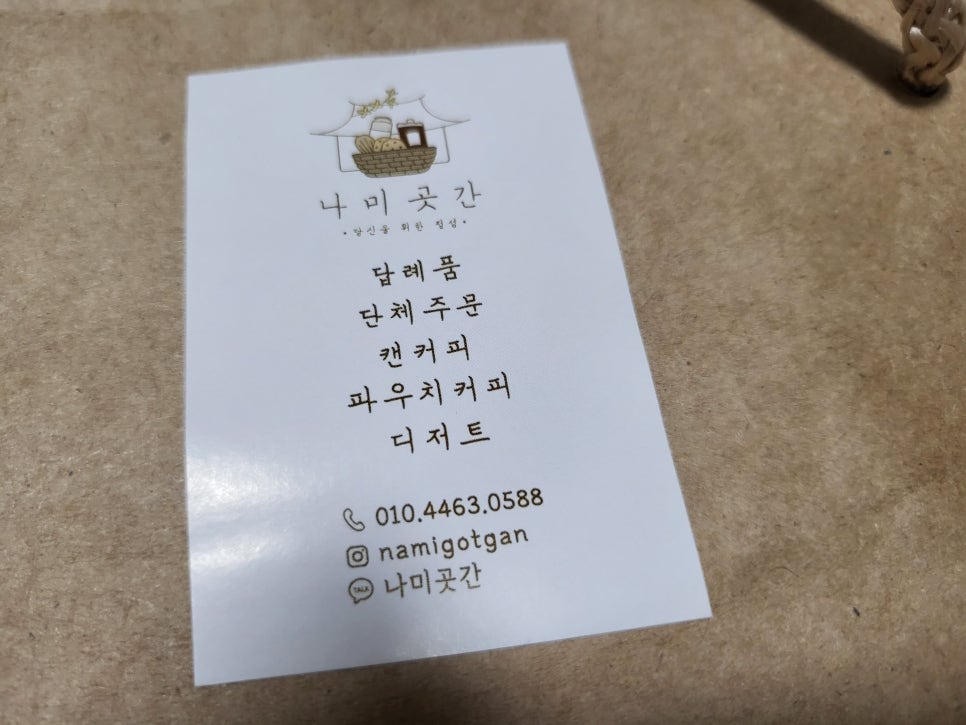 나미곳간
•당신을 위한 정성•
답례품
단체주문
캔커피
파우치커피
디저트
010.4463.0588
namigotgan
TALK 나미곳간